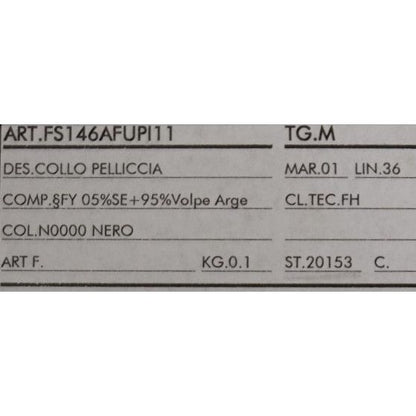 ART.FS146AFUPI11 TG.M
DES.COLLO PELLICCIA MAR.01 LIN.36
COMP.§FY 05%SE+95%Volpe Arge CL.TEC.FH
COL.N0000 NERO
ART F. KG.0.1 ST.20153 C.